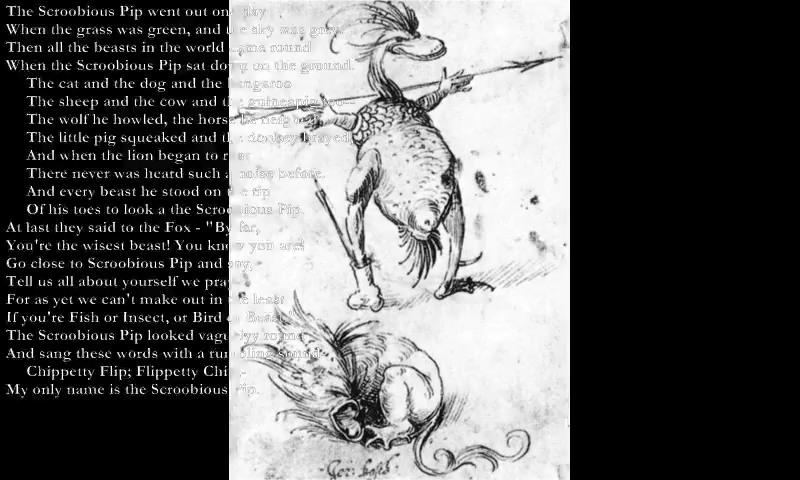 The Scroobious Pip went out one day
When the grass was green, and the sky was grey.
Then all the beasts in the world came round
When the Scroobious Pip sat down on the ground.
The cat and the dog and the kangaroo
The sheep and the cow and the guineapig too--
The wolf he howled, the horse he neighed
The little pig squeaked and the donkey brayed,
And when the lion began to roar
There never was heard such a noise before.
And every beast he stood on the tip
Of his toes to look a the Scroobious Pip.
At last they said to the Fox - "By far,
You're the wisest beast! You know you are!
Go close to Scroobious Pip and say,
Tell us all about yourself we pray
For as yet we can't make out in the least
If you're Fish or Insect, or Bird or Beast."
The Scroobious Pip looked vaguely round
And sang these words with a rumbling sound-
Chippetty Flip; Flippetty Chip;-
My only name is the Scroobious Pip.